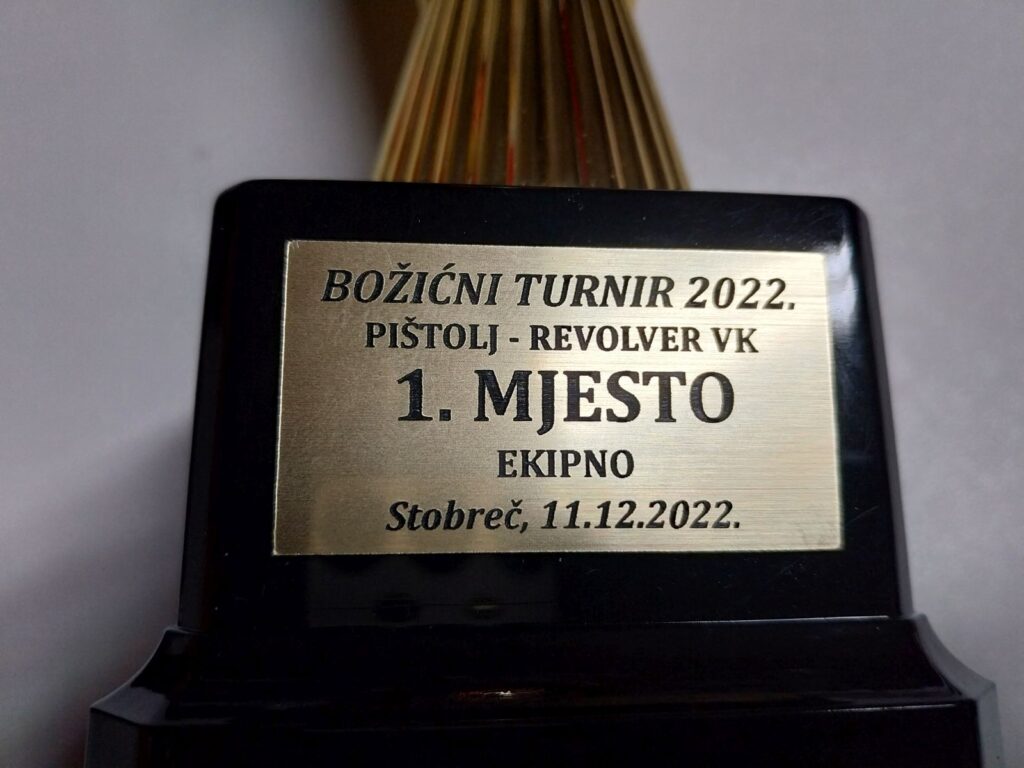 BOŽIĆNI TURNIR 2022.
PIŠTOLJ - REVOLVER VK
1. MJESTO
EKIPNO
Stobreč, 11.12.2022.